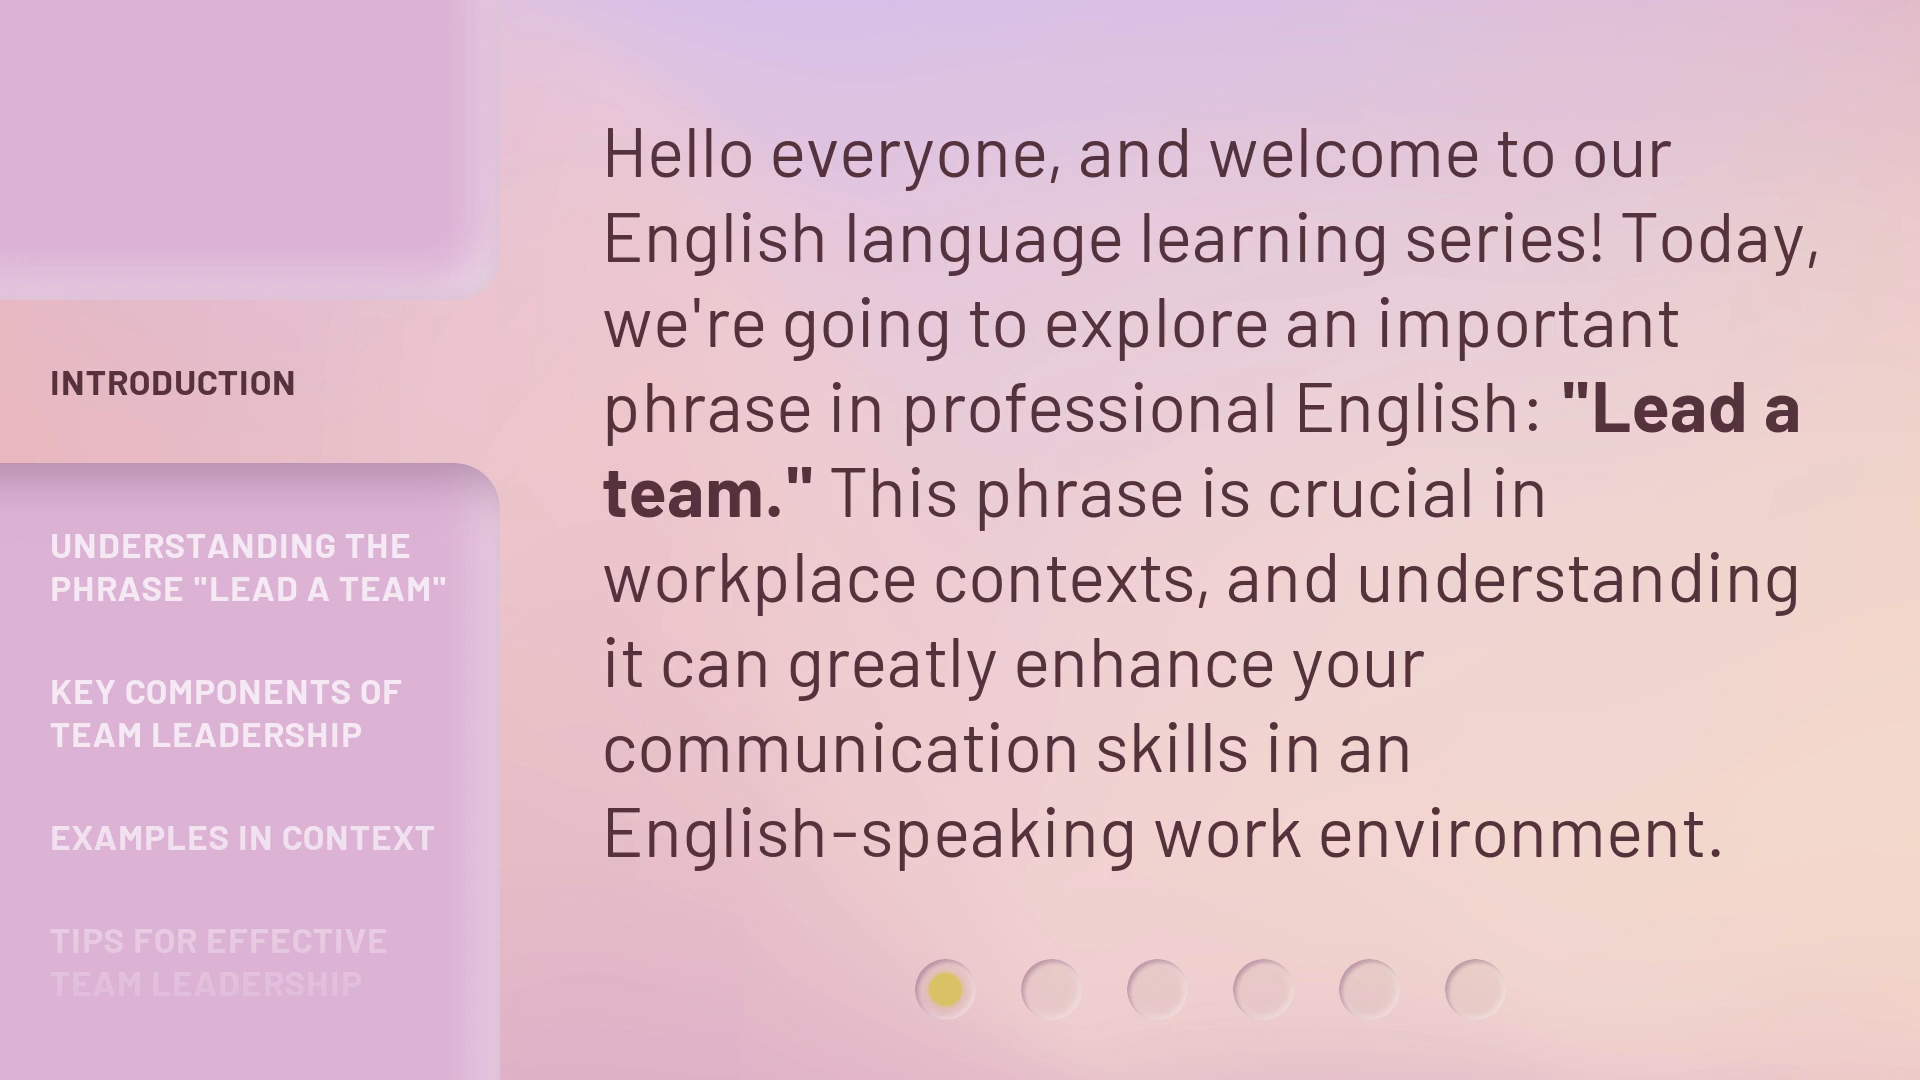 INTRODUCTION
UNDERSTANDING THE
PHRASE "LEAD A TEAM"
KEY COMPONENTS OF
TEAM LEADERSHIP
EXAMPLES IN CONTEXT
TIPS FOR EFFECTIVE
TEAM LEADERSHIP
Hello everyone, and welcome to our
English language learning series! Today,
we're going to explore an important
phrase in professional English: "Lead a
team." This phrase is crucial in
workplace contexts, and understanding
it can greatly enhance your
communication skills in an
English-speaking work environment.